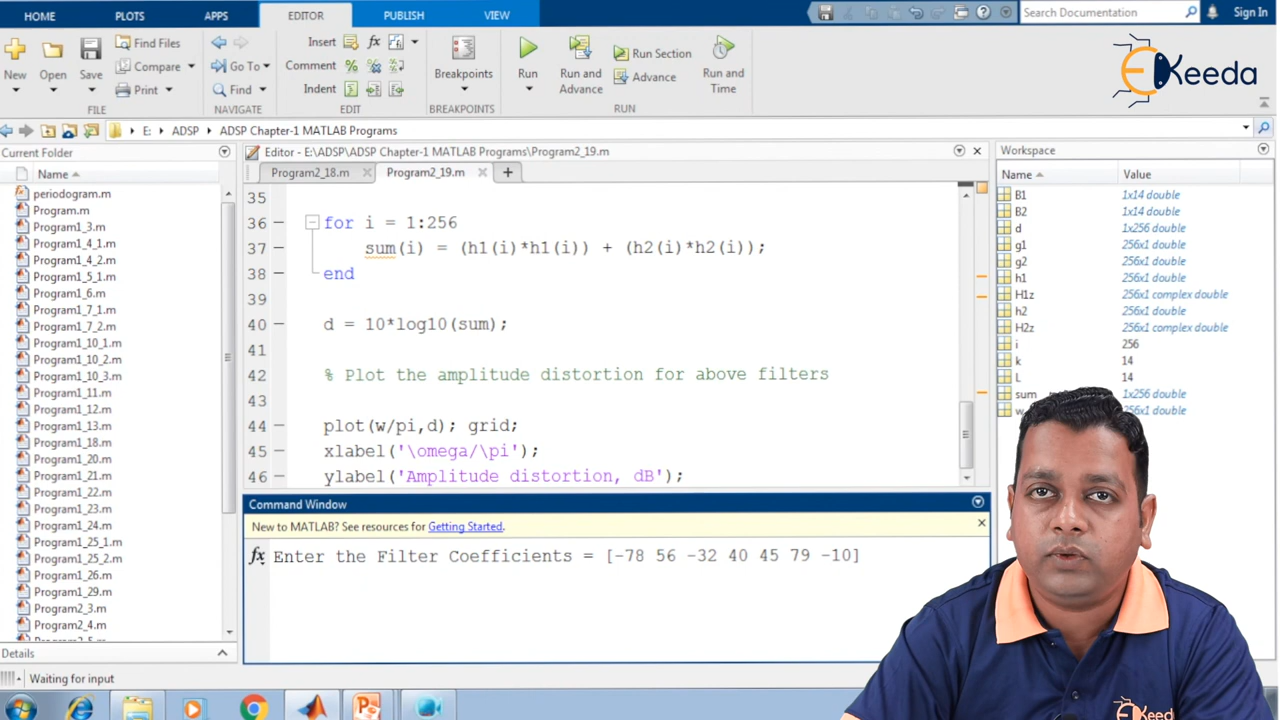 HOME PLOTS APPS EDITOR PUBLISH VIEW Search Documentation Sign In
New Open Save Find Files Compare Print Go To Find Insert Comment Indent Breakpoints Run Run and Advance Run Section Advance Run and Time
FILE NAVIGATE EDIT BREAKPOINTS RUN
EKeeda
E: ADSP ADSP Chapter-1 MATLAB Programs
Current Folder
Name
periodogram.m
Program.m
Program1_3.m
Program1_4_1.m
Program1_4_2.m
Program1_5_1.m
Program1_6.m
Program1_7_1.m
Program1_7_2.m
Program1_10_1.m
Program1_10_2.m
Program1_10_3.m
Program1_11.m
Program1_12.m
Program1_13.m
Program1_18.m
Program1_20.m
Program1_21.m
Program1_22.m
Program1_23.m
Program1_24.m
Program1_25_1.m
Program1_25_2.m
Program1_26.m
Program1_29.m
Program2_3.m
Program2_4.m
Details
Waiting for input
Editor - E:\ADSP\ADSP Chapter-1 MATLAB Programs\Program2_19.m
Program2_18.m Program2_19.m
35
36 for i = 1:256
37 sum(i) = (h1(i)*h1(i)) + (h2(i)*h2(i));
38 end
39
40 d = 10*log10(sum);
41
42 % Plot the amplitude distortion for above filters
43
44 plot(w/pi,d); grid;
45 xlabel('\omega/\pi');
46 ylabel('Amplitude distortion, dB');
Command Window
New to MATLAB? See resources for Getting Started.
fx Enter the Filter Coefficients = [-78 56 -32 40 45 79 -10]
Workspace
Name Value
B1 1x14 double
B2 1x14 double
d 1x256 double
g1 256x1 double
g2 256x1 double
h1 256x1 double
H1z 256x1 complex double
h2 256x1 double
H2z 256x1 complex double
i 256
k 14
L 14
sum 1x256 double
w 256x1 double
EKeeda